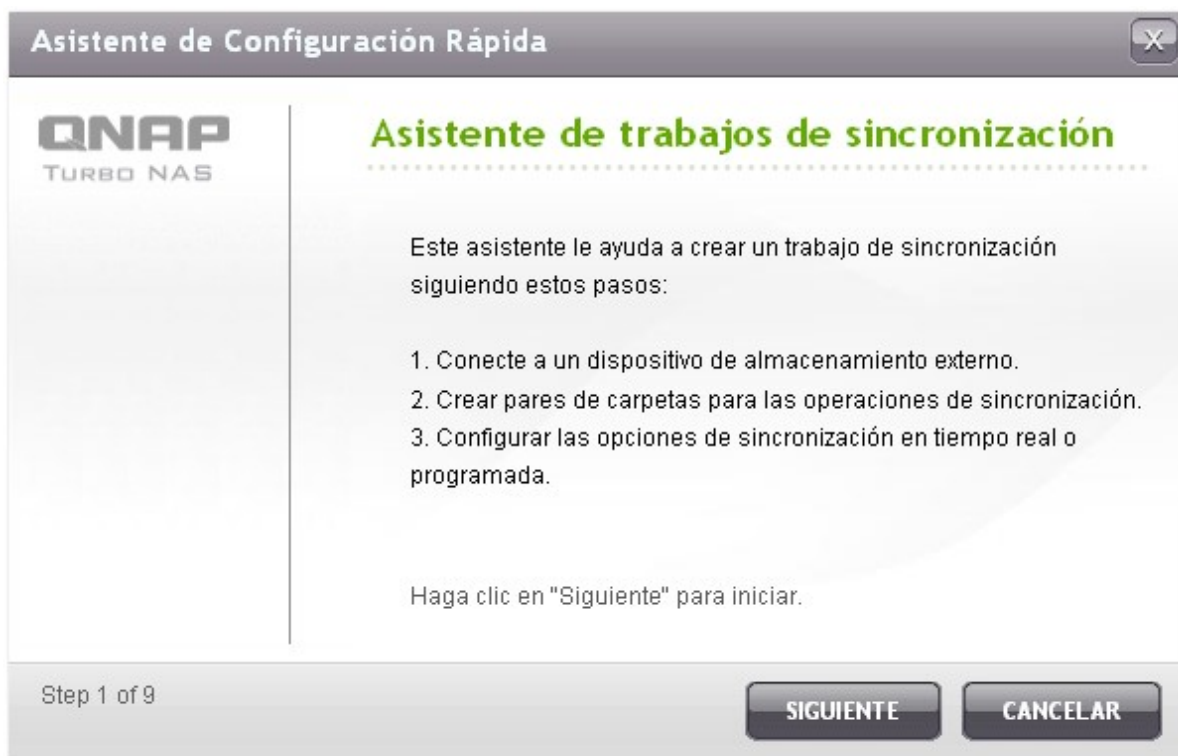 Asistente de Configuración Rápida
X
QNAP
TURBO NAS
Asistente de trabajos de sincronización
Este asistente le ayuda a crear un trabajo de sincronización
siguiendo estos pasos:
1. Conecte a un dispositivo de almacenamiento externo.
2. Crear pares de carpetas para las operaciones de sincronización.
3. Configurar las opciones de sincronización en tiempo real o
programada.
Haga clic en "Siguiente" para iniciar.
Step 1 of 9
SIGUIENTE
CANCELAR